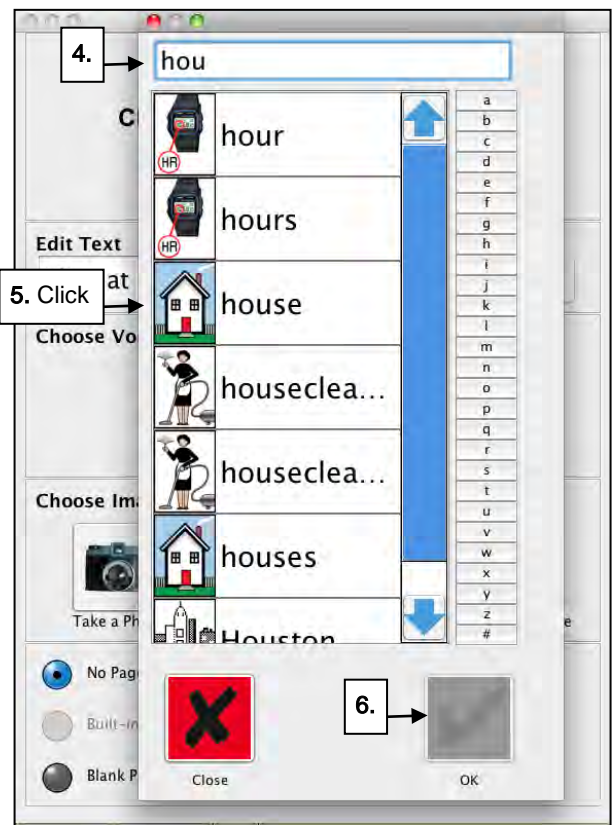 4.
hou
C
hour
HR
hours
HR
Edit Text
at
5. Click
house
Choose Vo
houseclea...
houseclea...
Choose Ima
houses
Take a Ph
Houston
e
a
b
c
d
e
f
g
h
i
j
k
l
m
n
o
p
q
r
s
t
u
v
w
x
y
z
#
No Pag
Built-in
Blank P
6.
Close
OK